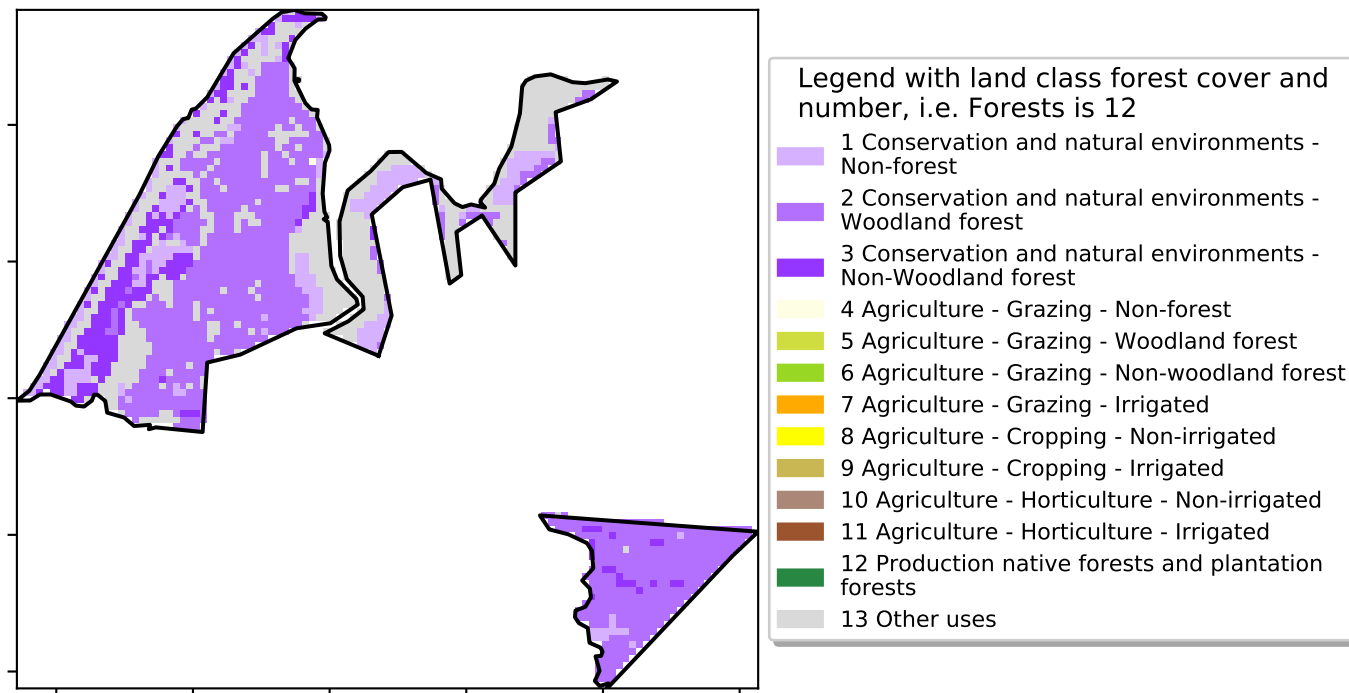 Legend with land class forest cover and
number, i.e. Forests is 12
1 Conservation and natural environments -
Non-forest
2 Conservation and natural environments -
Woodland forest
3 Conservation and natural environments -
Non-Woodland forest
4 Agriculture - Grazing - Non-forest
5 Agriculture - Grazing - Woodland forest
6 Agriculture - Grazing - Non-woodland forest
7 Agriculture - Grazing - Irrigated
8 Agriculture - Cropping - Non-irrigated
9 Agriculture - Cropping - Irrigated
10 Agriculture - Horticulture - Non-irrigated
11 Agriculture - Horticulture - Irrigated
12 Production native forests and plantation
forests
13 Other uses